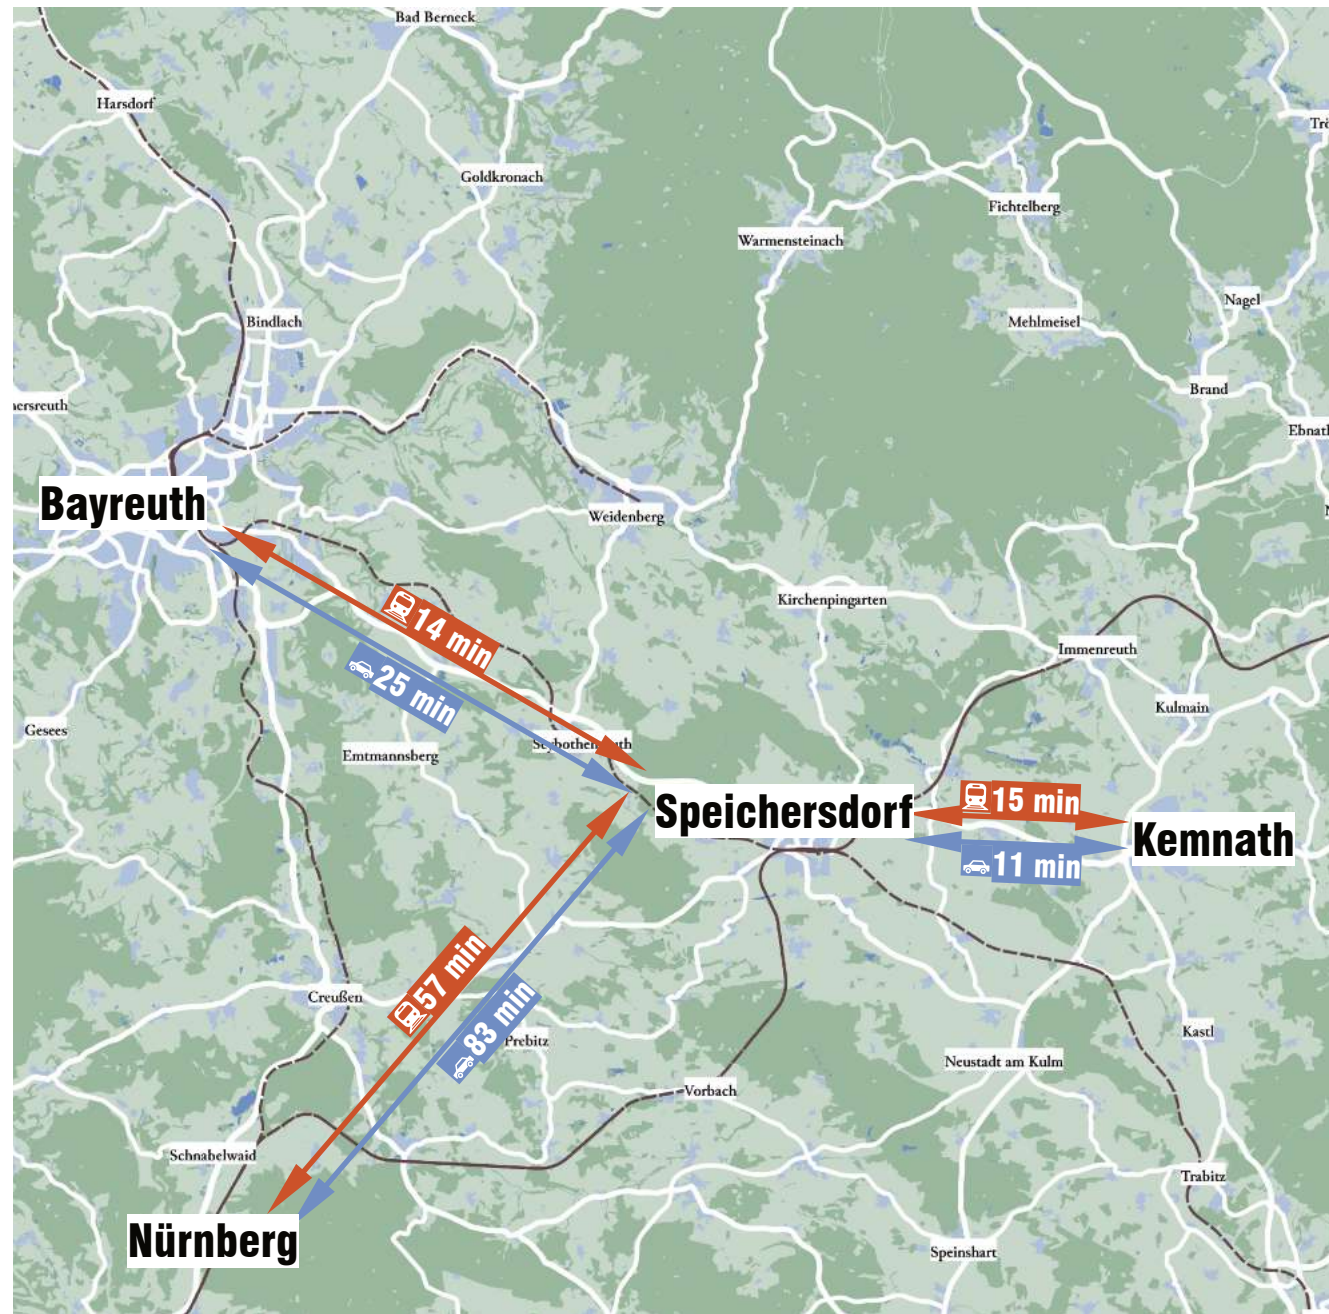 Bad Berneck
Harsdorf
Goldkronach
Fichtelberg
Warmensteinach
Nagel
Bindlach
Mehlmeisel
Brand
Bayreuth
Weidenberg
Kirchenpingarten
14 min
25 min
Immenreuth
Kulmain
Gesees
Emtmannsberg
Speichersdorf
15 min
Kemnath
11 min
57 min
83 min
Creußen
Prebitz
Kastl
Neustadt am Kulm
Vorbach
Schnabelwaid
Trabitz
Nürnberg
Speinshart